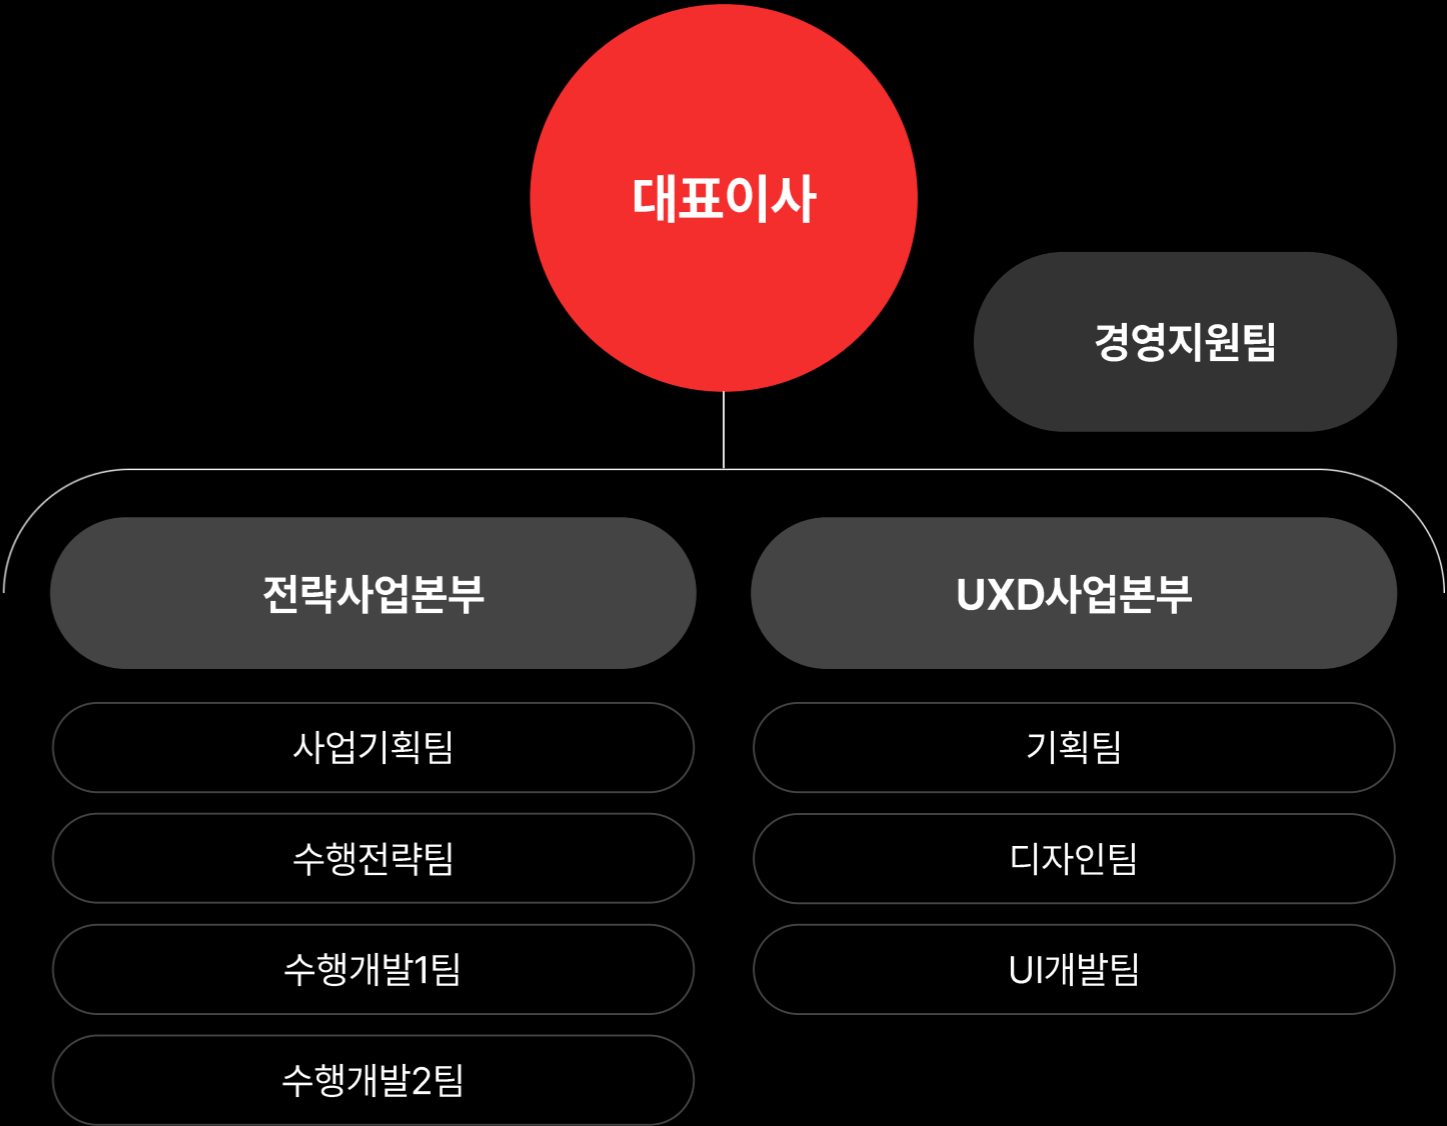 대표이사
경영지원팀
전략사업본부
사업기획팀
수행전략팀
수행개발1팀
수행개발2팀
UXD사업본부
기획팀
디자인팀
UI개발팀